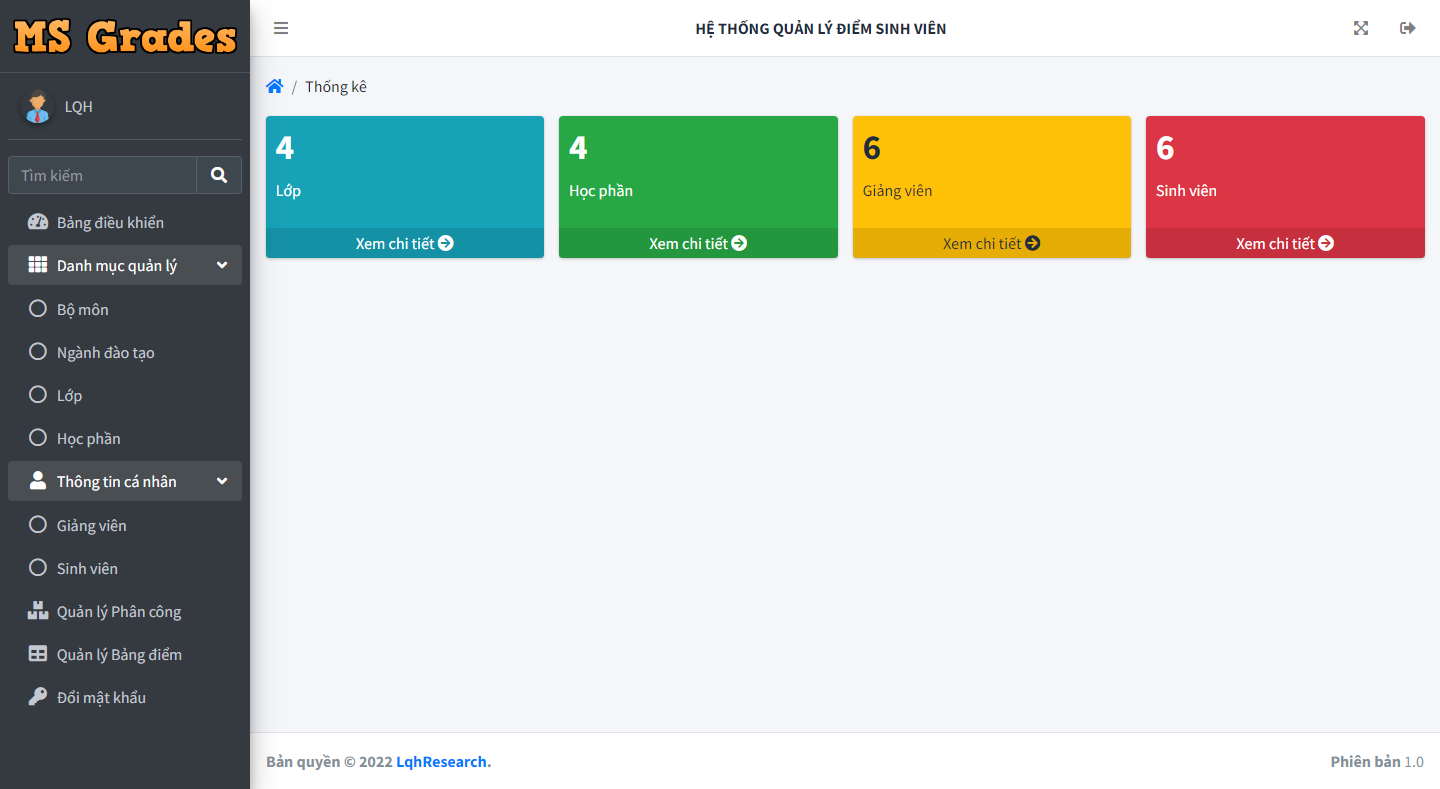 MS Grades
LQH
Tìm kiếm
Bảng điều khiển
Danh mục quản lý
Bộ môn
Ngành đào tạo
Lớp
Học phần
Thông tin cá nhân
Giảng viên
Sinh viên
Quản lý Phân công
Quản lý Bảng điểm
Đổi mật khẩu
HỆ THỐNG QUẢN LÝ ĐIỂM SINH VIÊN
/ Thống kê
4
Lớp
Xem chi tiết
4
Học phần
Xem chi tiết
6
Giảng viên
Xem chi tiết
6
Sinh viên
Xem chi tiết
Bản quyền © 2022 LqhResearch.
Phiên bản 1.0